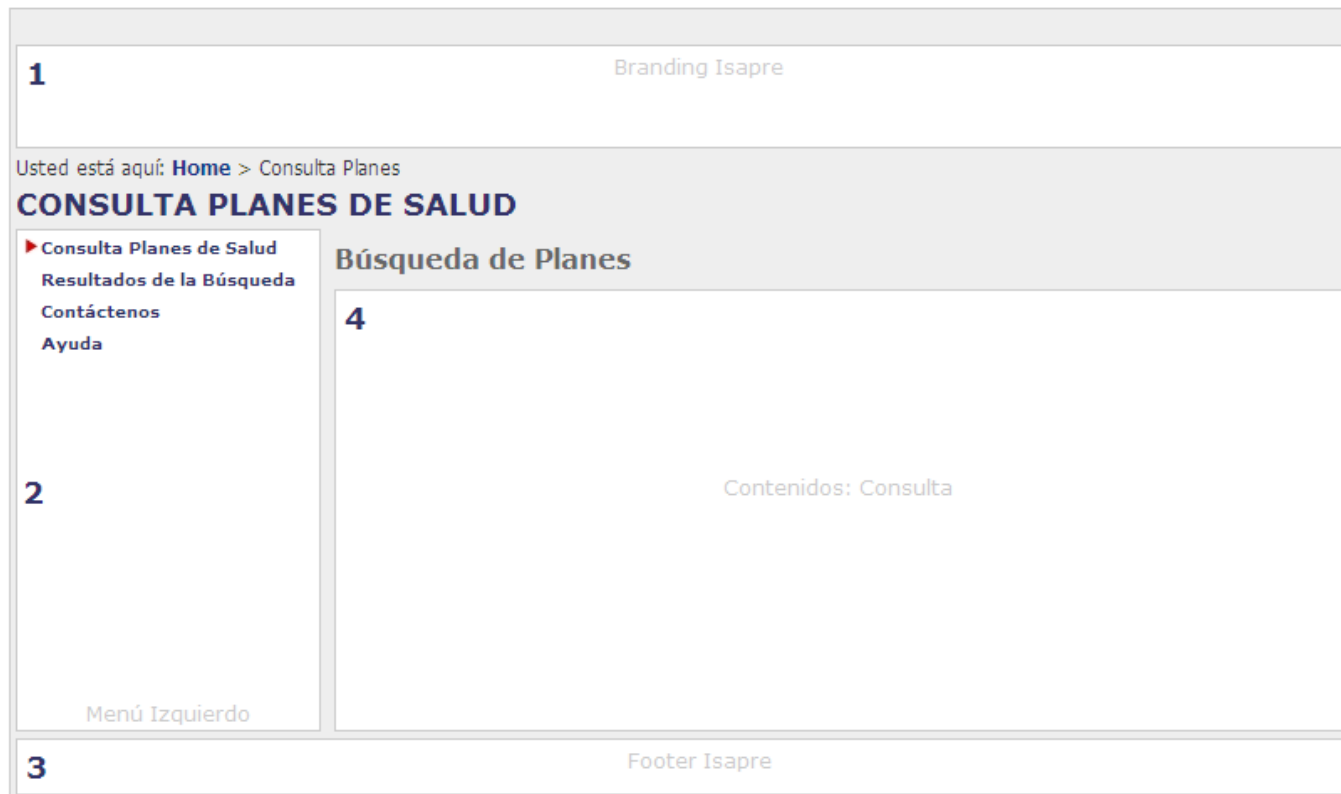 1
Branding Isapre
Usted está aquí: Home > Consulta Planes
CONSULTA PLANES DE SALUD
Consulta Planes de Salud
Resultados de la Búsqueda
Contáctenos
Ayuda
2
Menú Izquierdo
Búsqueda de Planes
4
Contenidos: Consulta
3
Footer Isapre